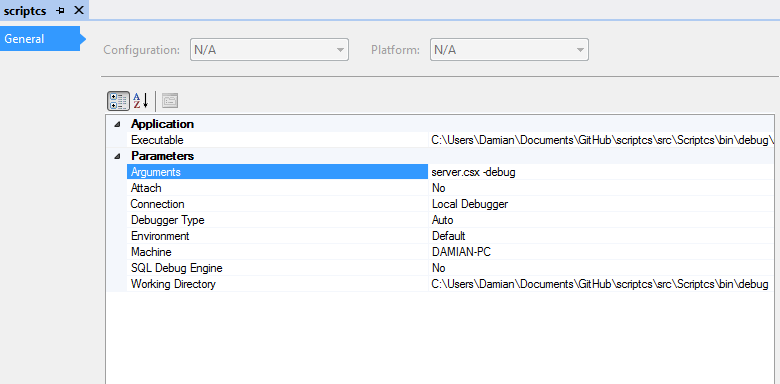 scriptcs
General
Configuration: N/A Platform: N/A
Application
Executable C:\Users\Damian\Documents\GitHub\scriptcs\src\Scriptcs\bin\debug\
Parameters
Arguments server.csx -debug
Attach No
Connection Local Debugger
Debugger Type Auto
Environment Default
Machine DAMIAN-PC
SQL Debug Engine No
Working Directory C:\Users\Damian\Documents\GitHub\scriptcs\src\Scriptcs\bin\debug